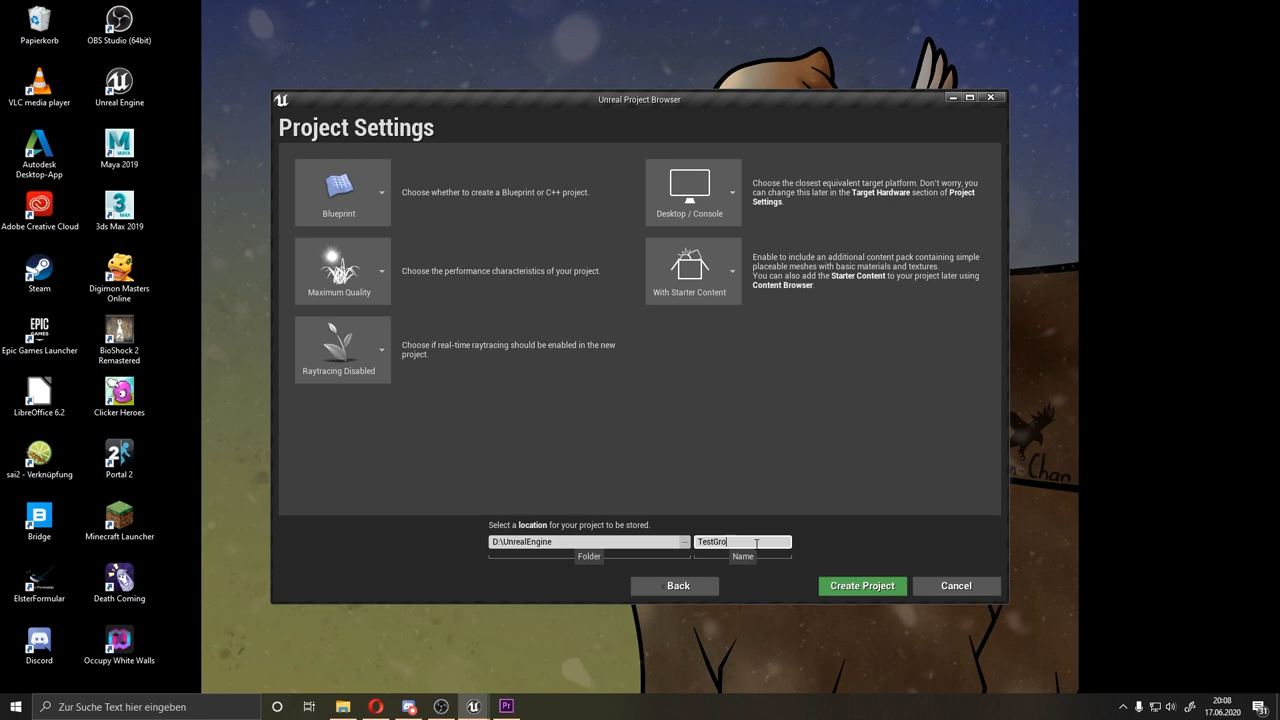 Papierkorb
OBS Studio (64bit)
VLC media player
Unreal Engine
Autodesk
Desktop-App
Maya 2019
Adobe Creative Cloud
3ds Max 2019
Steam
Digimon Masters
Online
Epic Games Launcher
BioShock 2
Remastered
LibreOffice 6.2
Clicker Heroes
sai2 - Verknüpfung
Portal 2
Bridge
Minecraft Launcher
ElsterFormular
Death Coming
Discord
Occupy White Walls
Unreal Project Browser
Project Settings
Blueprint
Choose whether to create a Blueprint or C++ project.
Desktop / Console
Choose the closest equivalent target platform. Don't worry, you
can change this later in the Target Hardware section of Project
Settings.
Maximum Quality
Choose the performance characteristics of your project.
With Starter Content
Enable to include an additional content pack containing simple
placeable meshes with basic materials and textures.
You can also add the Starter Content to your project later using
Content Browser.
Raytracing Disabled
Choose if real-time raytracing should be enabled in the new
project.
Select a location for your project to be stored.
D:\UnrealEngine
...
TestGro
Folder
Name
Back
Create Project
Cancel
Zur Suche Text hier eingeben
20:08
17.06.2020
31